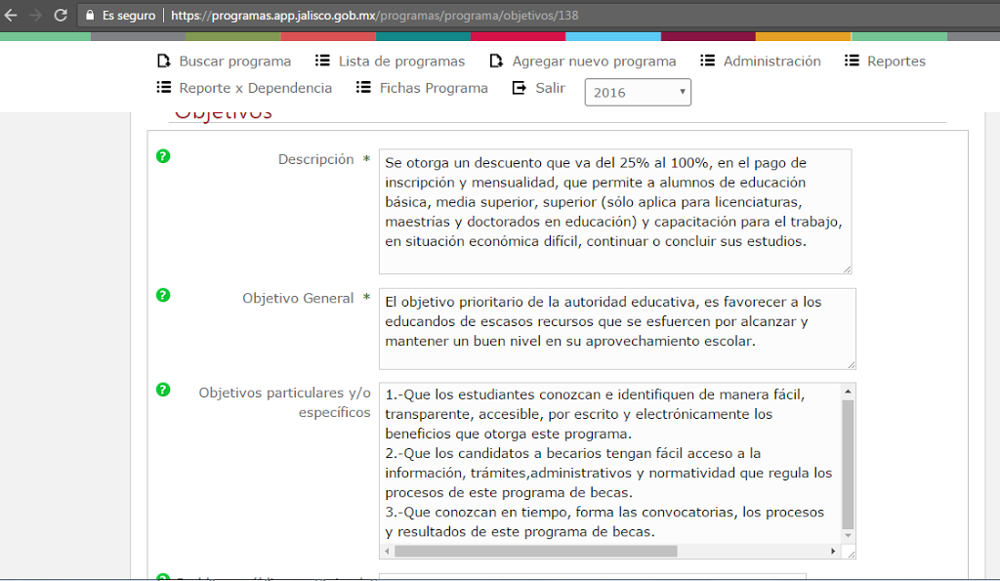 Es seguro | https://programas.app.jalisco.gob.mx/programas/programa/objetivos/138
Buscar programa Lista de programas Agregar nuevo programa Administración Reportes
Reporte x Dependencia Fichas Programa Salir 2016
Objetivos
Descripción *
Se otorga un descuento que va del 25% al 100%, en el pago de
inscripción y mensualidad, que permite a alumnos de educación
básica, media superior, superior (sólo aplica para licenciaturas,
maestrías y doctorados en educación) y capacitación para el trabajo,
en situación económica difícil, continuar o concluir sus estudios.
Objetivo General *
El objetivo prioritario de la autoridad educativa, es favorecer a los
educandos de escasos recursos que se esfuercen por alcanzar y
mantener un buen nivel en su aprovechamiento escolar.
Objetivos particulares y/o
específicos
1.-Que los estudiantes conozcan e identifiquen de manera fácil,
transparente, accesible, por escrito y electrónicamente los
beneficios que otorga este programa.
2.-Que los candidatos a becarios tengan fácil acceso a la
información, trámites,administrativos y normatividad que regula los
procesos de este programa de becas.
3.-Que conozcan en tiempo, forma las convocatorias, los procesos
y resultados de este programa de becas.